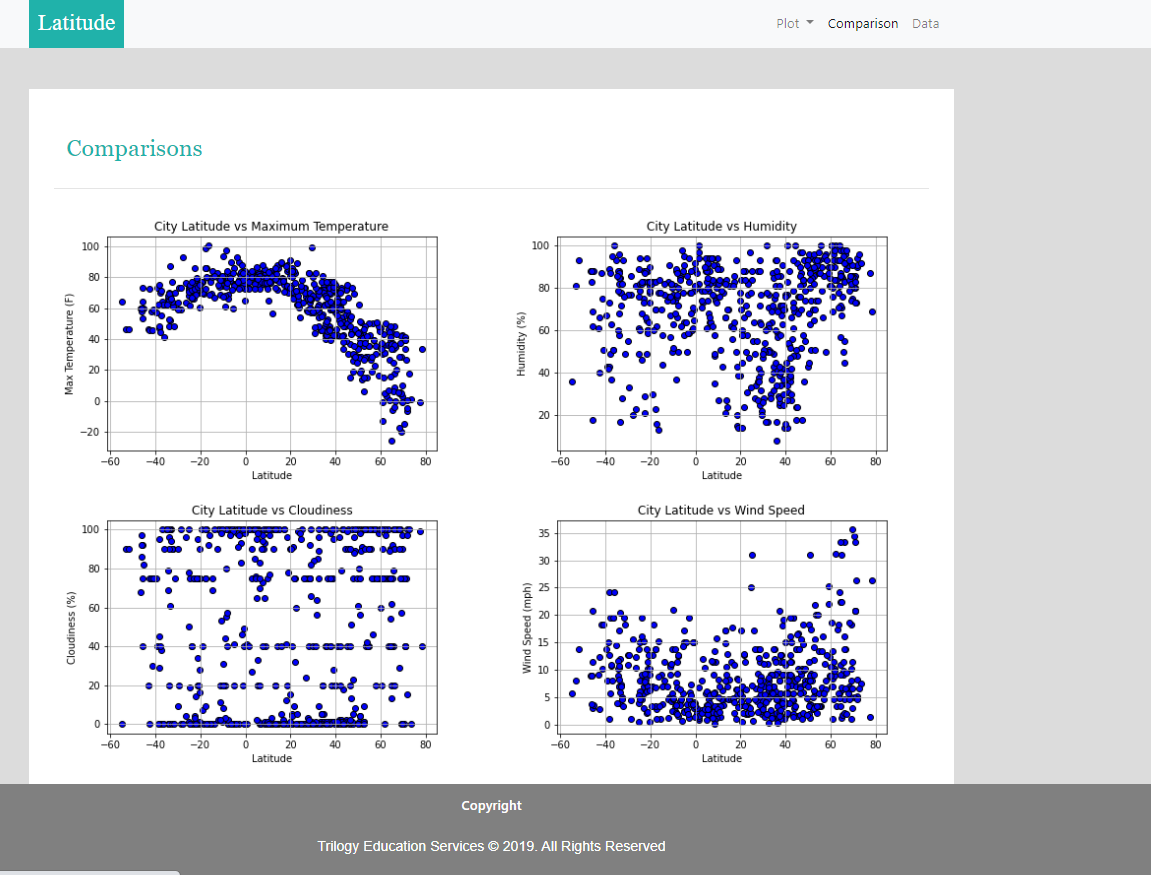 Latitude
Plot Comparison Data
Comparisons
City Latitude vs Maximum Temperature
Max Temperature (F)
100
80
60
40
20
0
−20
−60 −40 −20 0 20 40 60 80
Latitude
City Latitude vs Humidity
Humidity (%)
100
80
60
40
20
−60 −40 −20 0 20 40 60 80
Latitude
City Latitude vs Cloudiness
Cloudiness (%)
100
80
60
40
20
0
−60 −40 −20 0 20 40 60 80
Latitude
City Latitude vs Wind Speed
Wind Speed (mph)
35
30
25
20
15
10
5
0
−60 −40 −20 0 20 40 60 80
Latitude
Copyright
Trilogy Education Services © 2019. All Rights Reserved